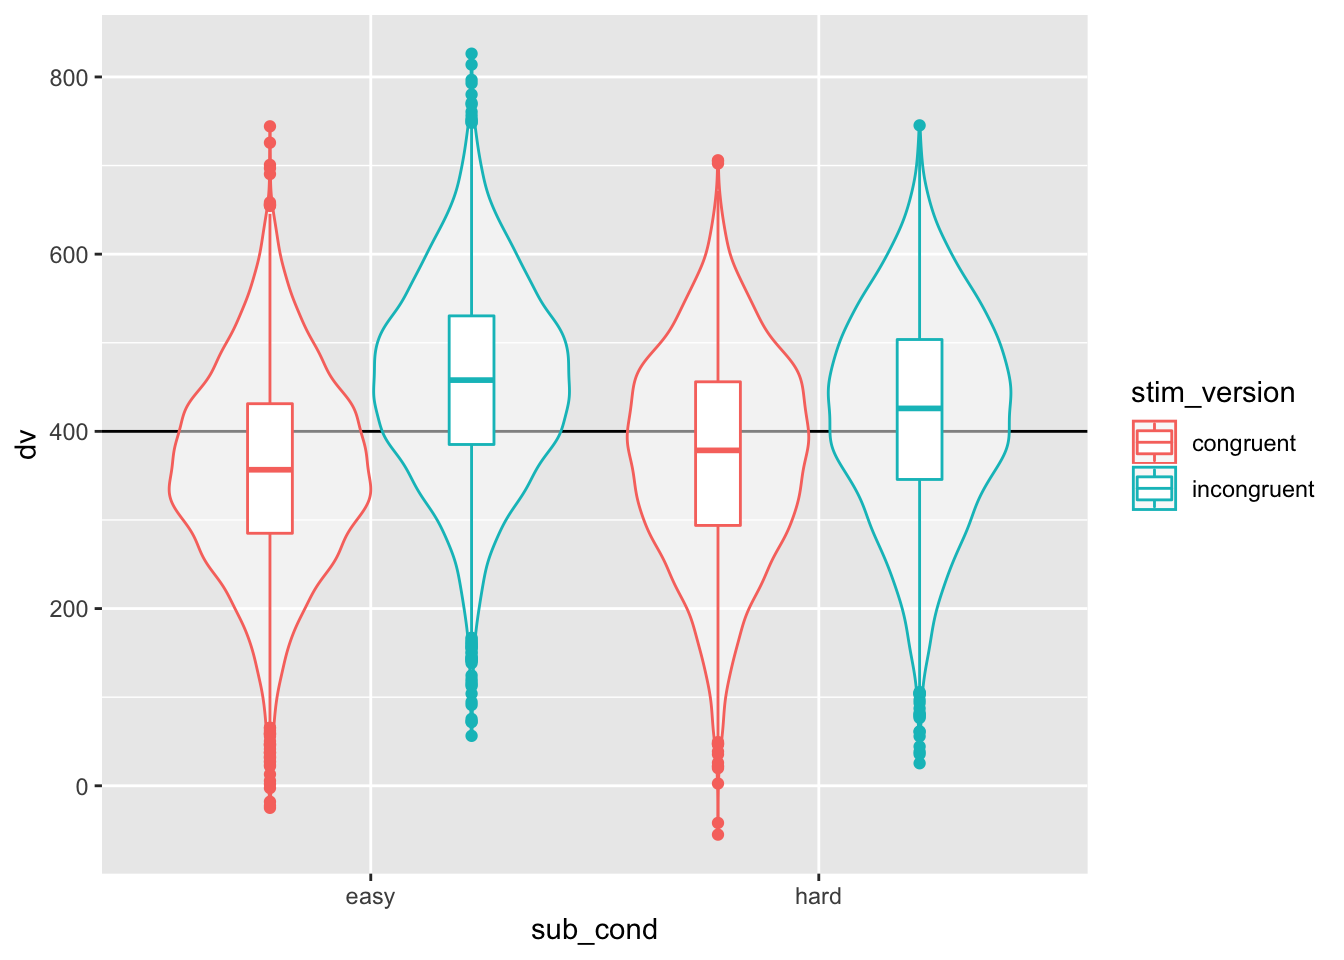 800
600
400
200
0
dv
easy
hard
sub_cond
stim_version
congruent
incongruent